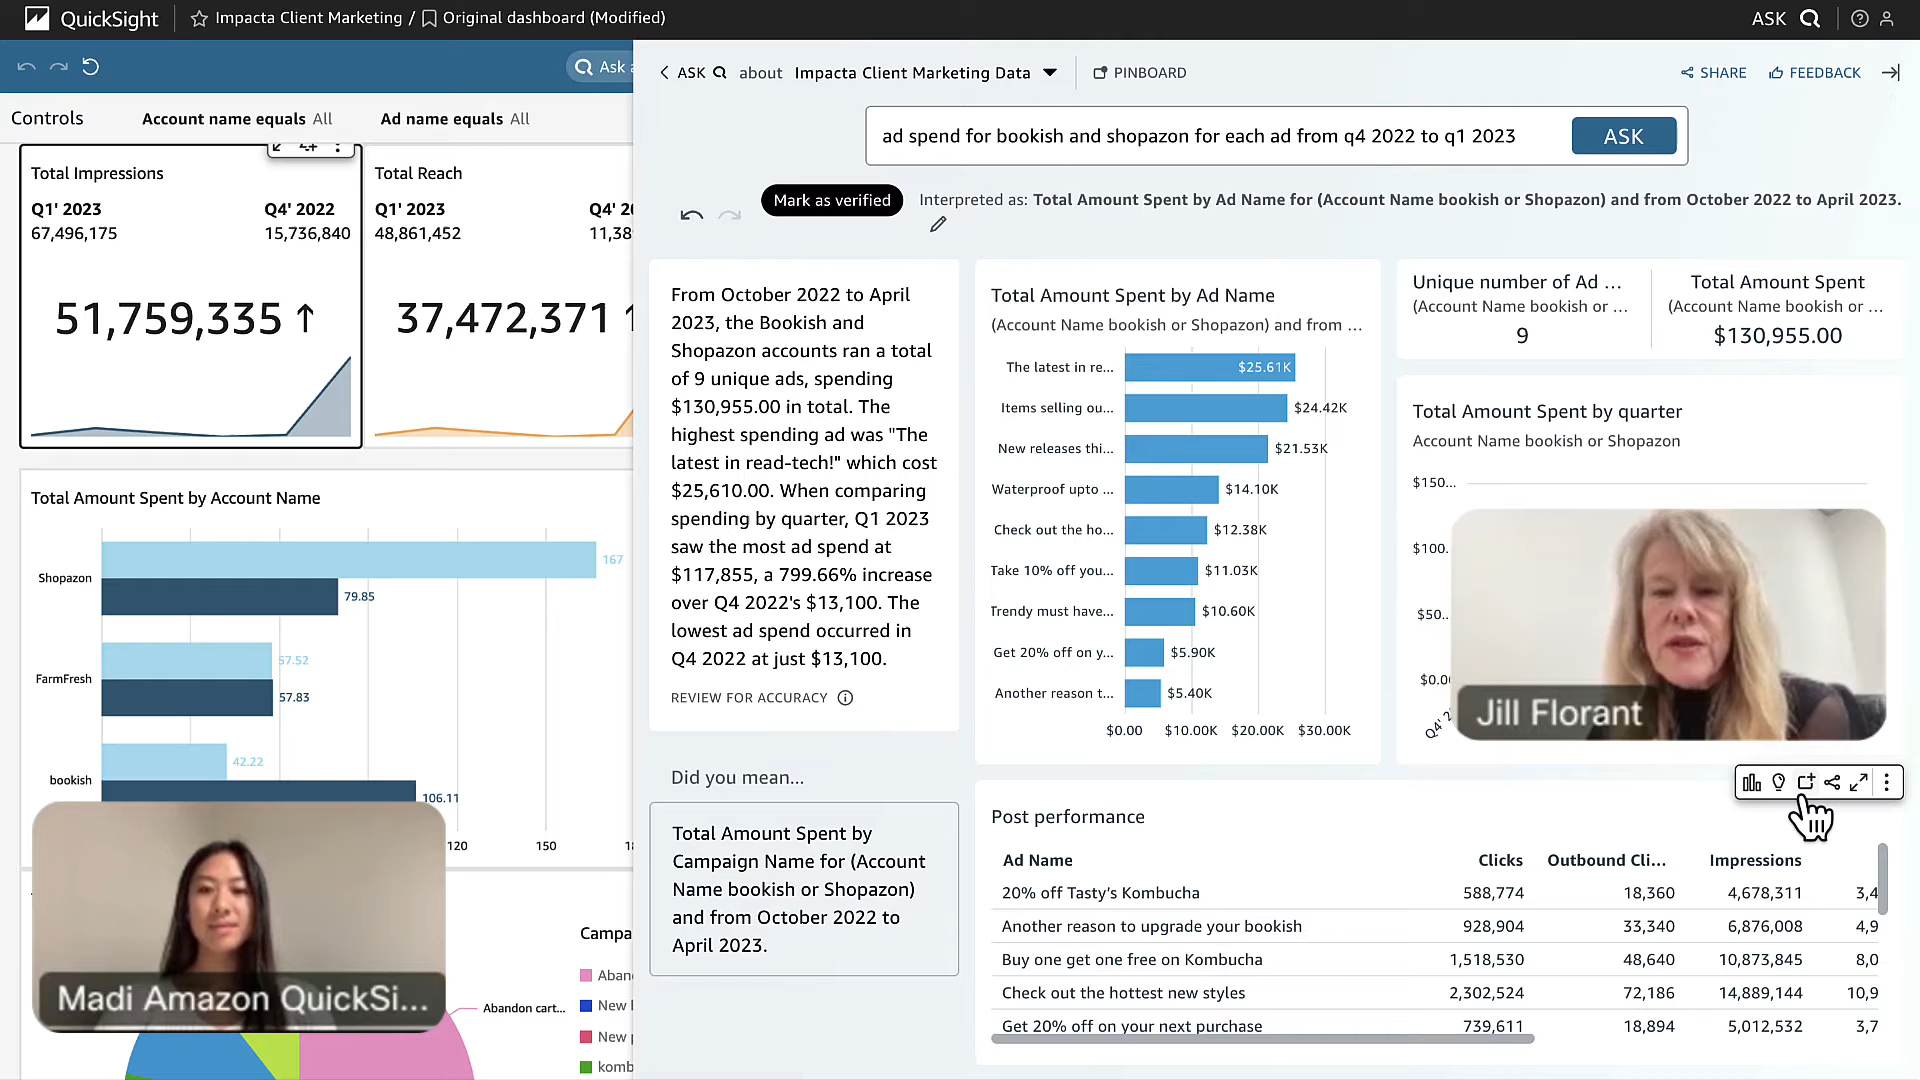 QuickSight
Impacta Client Marketing / Original dashboard (Modified)
ASK
Ask
Controls
Account name equals All
Ad name equals All
Total Impressions
Q1' 2023
Q4' 2022
67,496,175
15,736,840
51,759,335
Total Reach
Q1' 2023
48,861,452
37,472,371
Total Amount Spent by Account Name
Shopazon
167
79.85
FarmFresh
57.52
57.83
bookish
42.22
106.11
120
150
Campa
Aban
New
New
komb
Abandon cart...
Madi Amazon QuickSi...
ASK about Impacta Client Marketing Data
PINBOARD
SHARE
FEEDBACK
ad spend for bookish and shopazon for each ad from q4 2022 to q1 2023
ASK
Mark as verified
Interpreted as: Total Amount Spent by Ad Name for (Account Name bookish or Shopazon) and from October 2022 to April 2023.
From October 2022 to April
2023, the Bookish and
Shopazon accounts ran a total
of 9 unique ads, spending
$130,955.00 in total. The
highest spending ad was "The
latest in read-tech!" which cost
$25,610.00. When comparing
spending by quarter, Q1 2023
saw the most ad spend at
$117,855, a 799.66% increase
over Q4 2022's $13,100. The
lowest ad spend occurred in
Q4 2022 at just $13,100.
REVIEW FOR ACCURACY
Did you mean...
Total Amount Spent by
Campaign Name for (Account
Name bookish or Shopazon)
and from October 2022 to
April 2023.
Total Amount Spent by Ad Name
(Account Name bookish or Shopazon) and from ...
The latest in re... $25.61K
Items selling ou... $24.42K
New releases thi... $21.53K
Waterproof upto ... $14.10K
Check out the ho... $12.38K
Take 10% off you... $11.03K
Trendy must have... $10.60K
Get 20% off on y... $5.90K
Another reason t... $5.40K
$0.00 $10.00K $20.00K $30.00K
Unique number of Ad ...
(Account Name bookish or ...
9
Total Amount Spent
(Account Name bookish or ...
$130,955.00
Total Amount Spent by quarter
Account Name bookish or Shopazon
$150...
$100.
$50..
$0.0
Q4' 2
Jill Florant
Post performance
Ad Name Clicks Outbound Cli... Impressions
20% off Tasty's Kombucha 588,774 18,360 4,678,311 3,4
Another reason to upgrade your bookish 928,904 33,340 6,876,008 4,9
Buy one get one free on Kombucha 1,518,530 48,640 10,873,845 8,0
Check out the hottest new styles 2,302,524 72,186 14,889,144 10,9
Get 20% off on your next purchase 739,611 18,894 5,012,532 3,7